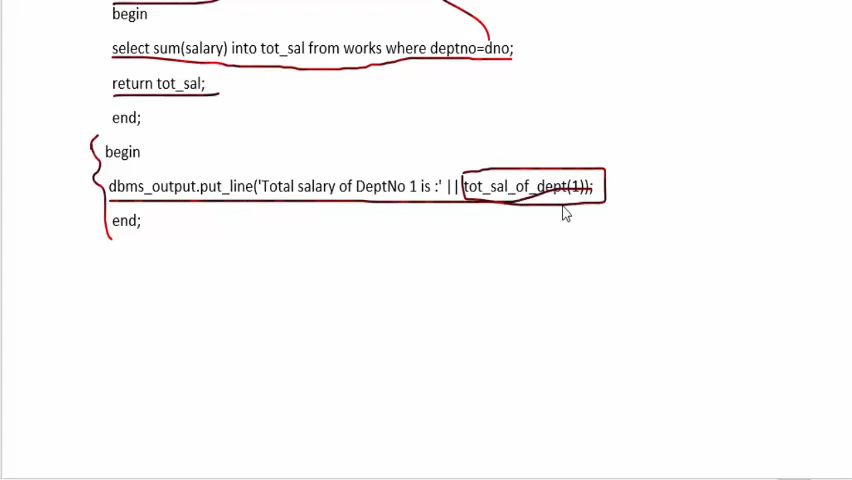 begin
select sum(salary) into tot_sal from works where deptno=dno;
return tot_sal;
end;
begin
dbms_output.put_line('Total salary of DeptNo 1 is :' || tot_sal_of_dept(1));
end;